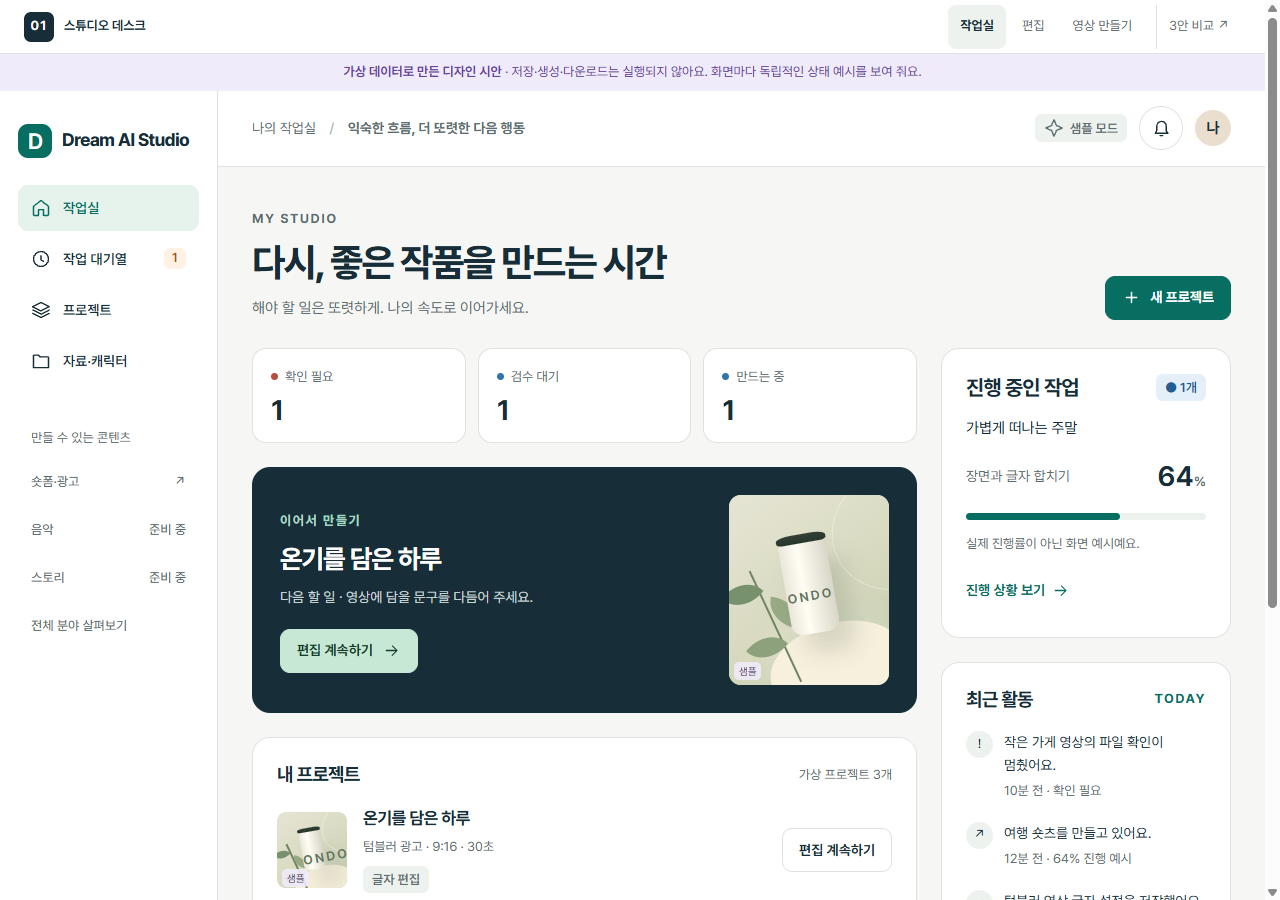 01 스튜디오 데스크
작업실 편집 영상 만들기 3안 비교 ↗
가상 데이터로 만든 디자인 시안 · 저장·생성·다운로드는 실행되지 않아요. 화면마다 독립적인 상태 예시를 보여 줘요.
D Dream AI Studio
나의 작업실 / 익숙한 흐름, 더 또렷한 다음 행동
샘플 모드
나
작업실
작업 대기열 1
프로젝트
자료·캐릭터
만들 수 있는 콘텐츠
숏폼·광고 ↗
음악 준비 중
스토리 준비 중
전체 분야 살펴보기
MY STUDIO
다시, 좋은 작품을 만드는 시간
해야 할 일은 또렷하게. 나의 속도로 이어가세요.
+ 새 프로젝트
확인 필요
1
검수 대기
1
만드는 중
1
이어서 만들기
온기를 담은 하루
다음 할 일 · 영상에 담을 문구를 다듬어 주세요.
편집 계속하기 →
ONDO
샘플
내 프로젝트
가상 프로젝트 3개
ONDO
샘플
온기를 담은 하루
텀블러 광고 · 9:16 · 30초
글자 편집
편집 계속하기
진행 중인 작업
1개
가볍게 떠나는 주말
장면과 글자 합치기
64%
실제 진행률이 아닌 화면 예시예요.
진행 상황 보기 →
최근 활동
TODAY
! 작은 가게 영상의 파일 확인이
멈췄어요.
10분 전 · 확인 필요
↗ 여행 숏츠를 만들고 있어요.
12분 전 · 64% 진행 예시